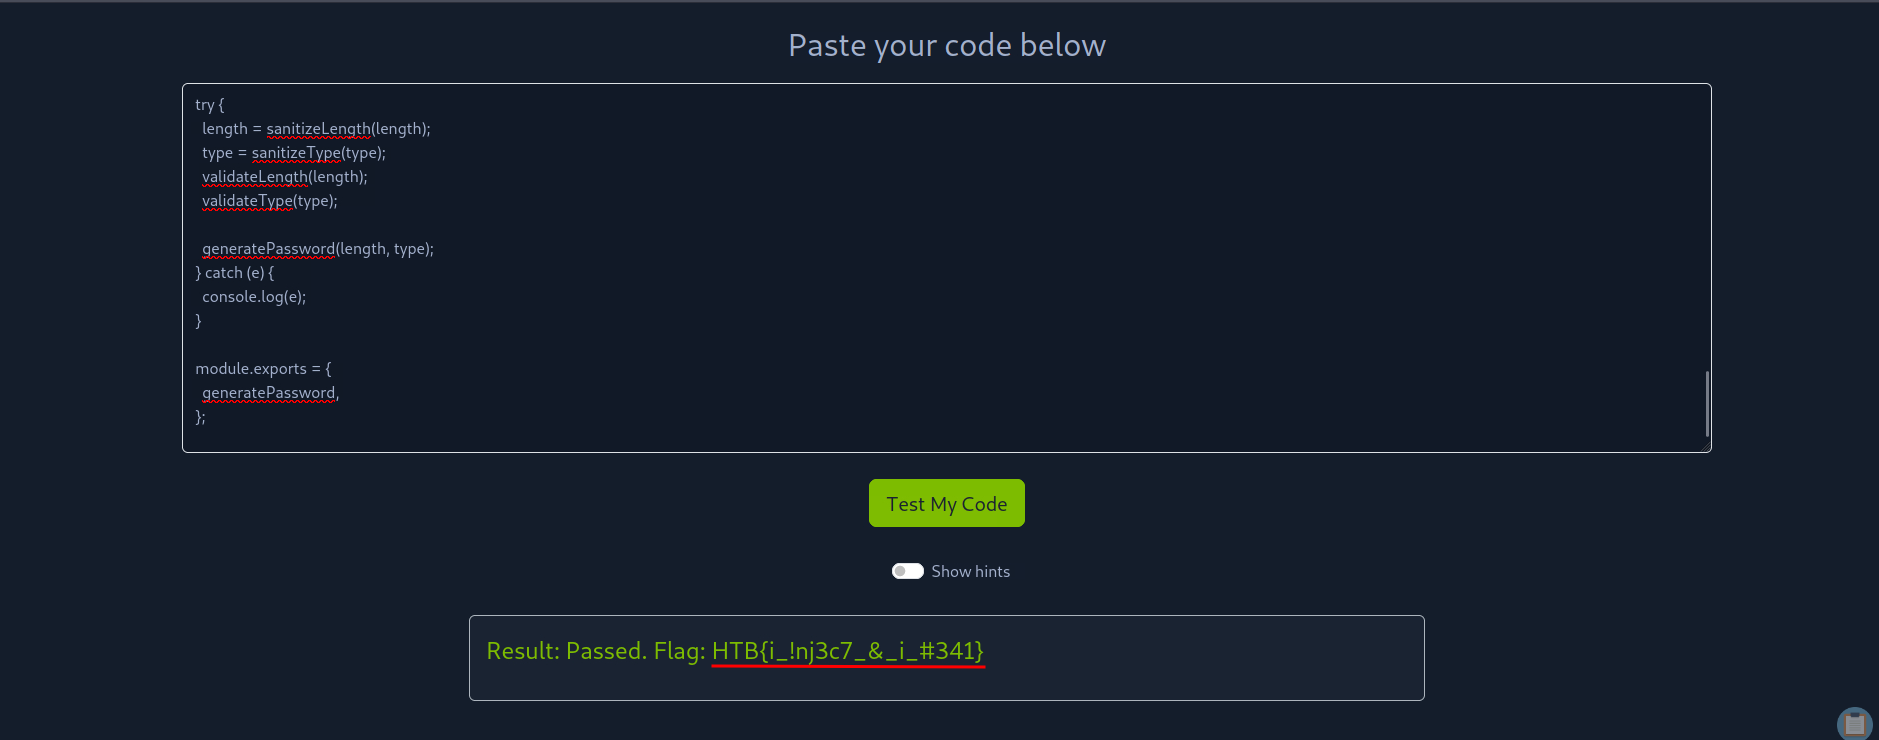 Paste your code below
try {
  length = sanitizeLength(length);
  type = sanitizeType(type);
  validateLength(length);
  validateType(type);

  generatePassword(length, type);
} catch (e) {
  console.log(e);
}

module.exports = {
  generatePassword,
};
Test My Code
Show hints
Result: Passed. Flag: HTB{i_!nj3c7_&_i_#341}